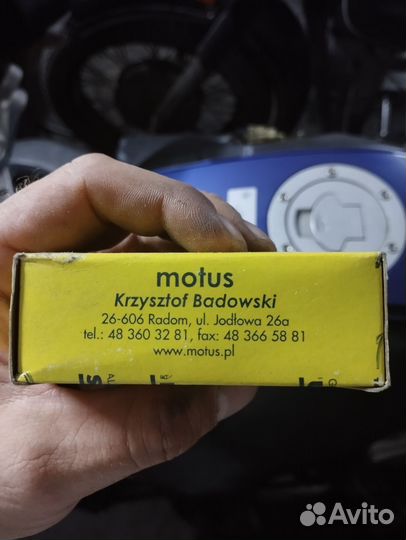 motus
Krzysztof Badowski
26-606 Radom, ul. Jodłowa 26a
tel.: 48 360 32 81, fax: 48 366 58 81
www.motus.pl
Avito